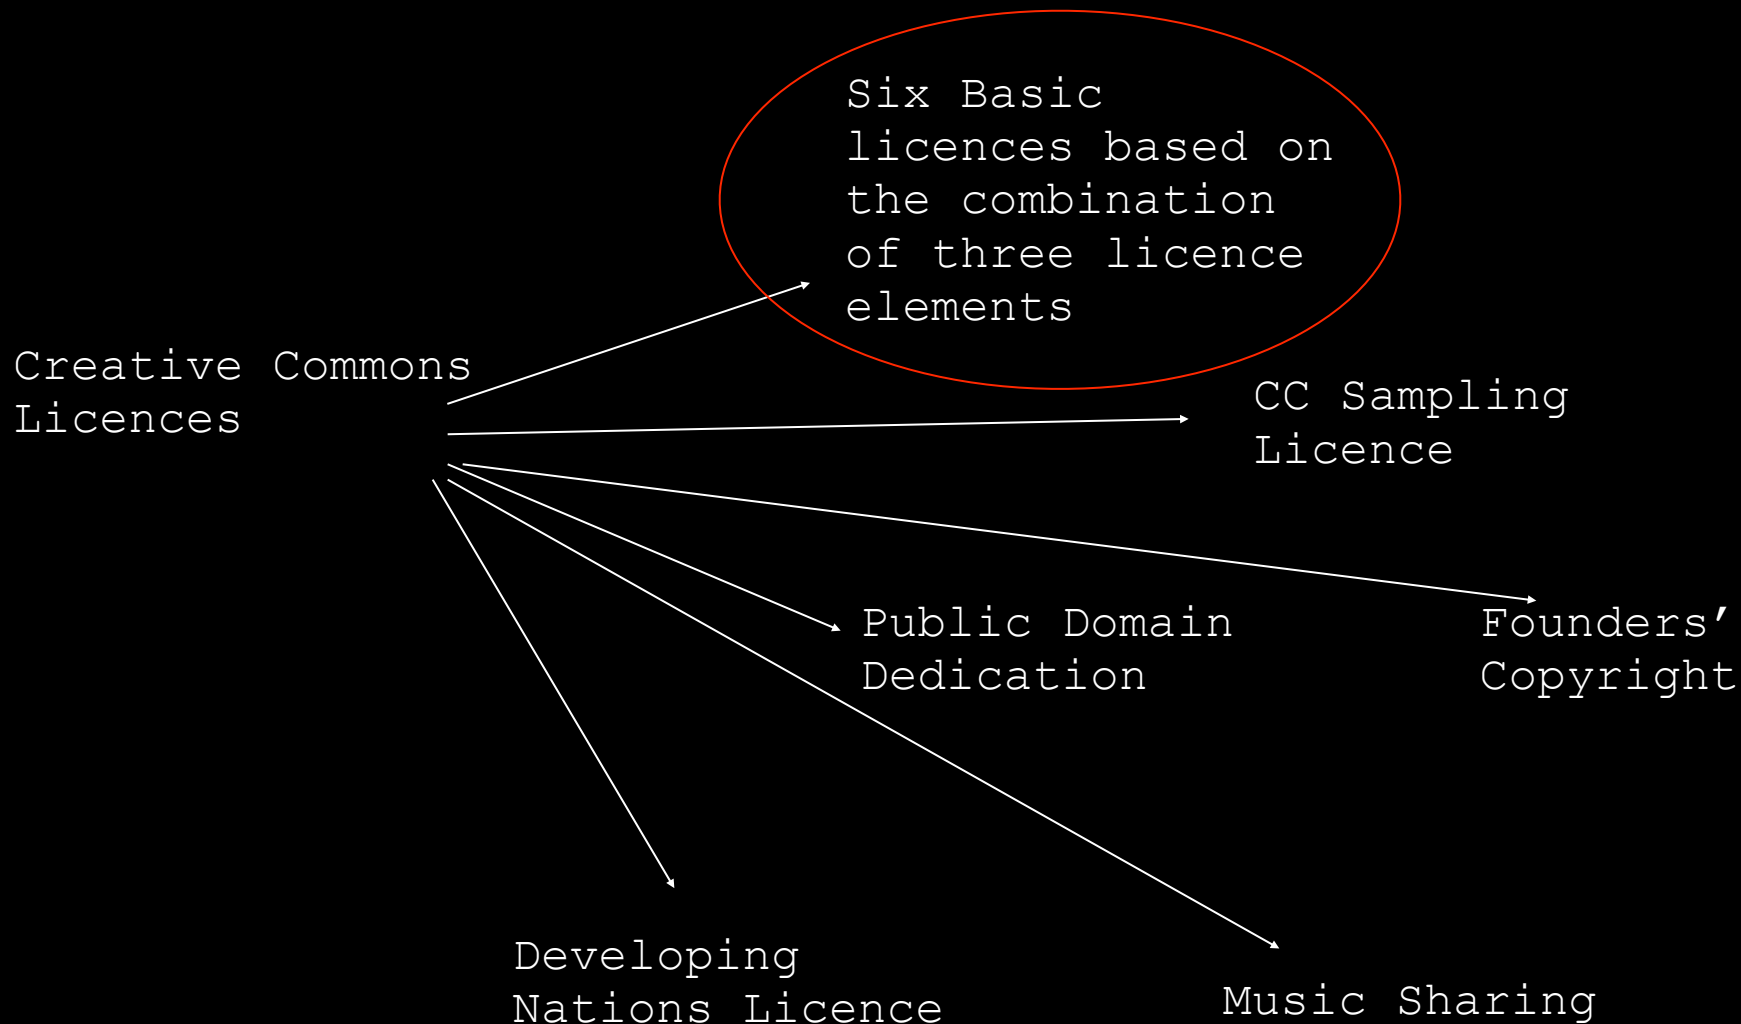 Six Basic
licences based on
the combination
of three licence
elements
Creative Commons
Licences
CC Sampling
Licence
Public Domain
Dedication
Founders’
Copyright
Developing
Nations Licence
Music Sharing